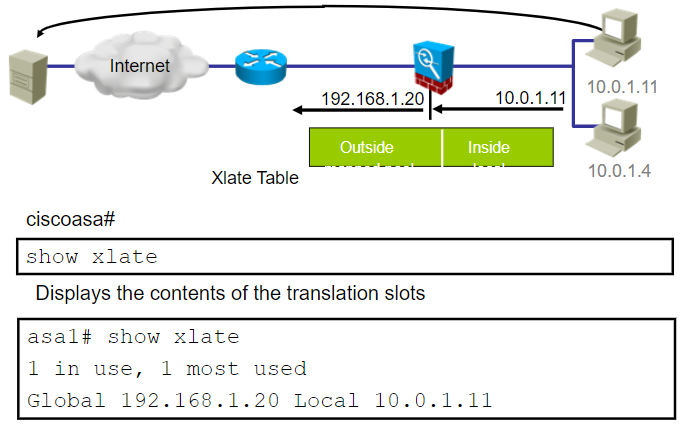 Internet
10.0.1.11
192.168.1.20
10.0.1.11
Outside
Inside
10.0.1.4
Xlate Table
ciscoasa#
show xlate
Displays the contents of the translation slots
asa1# show xlate
1 in use, 1 most used
Global 192.168.1.20 Local 10.0.1.11